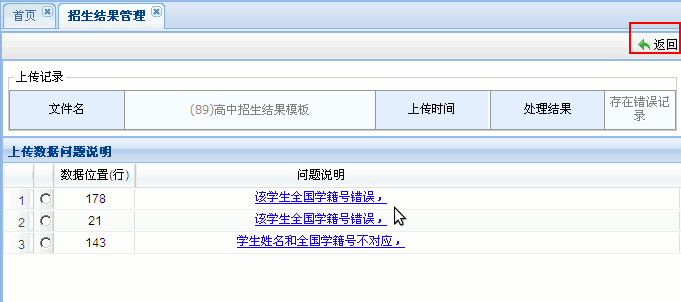 首页 招生结果管理
返回
上传记录
文件名 (89)高中招生结果模板 上传时间 处理结果 存在错误记
录
上传数据问题说明
数据位置(行) 问题说明
1 178 该学生全国学籍号错误，
2 21 该学生全国学籍号错误，
3 143 学生姓名和全国学籍号不对应，